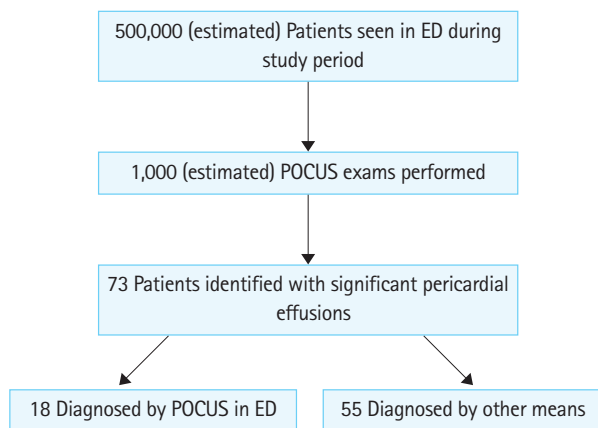 500,000 (estimated) Patients seen in ED during
study period
1,000 (estimated) POCUS exams performed
73 Patients identified with significant pericardial
effusions
18 Diagnosed by POCUS in ED
55 Diagnosed by other means